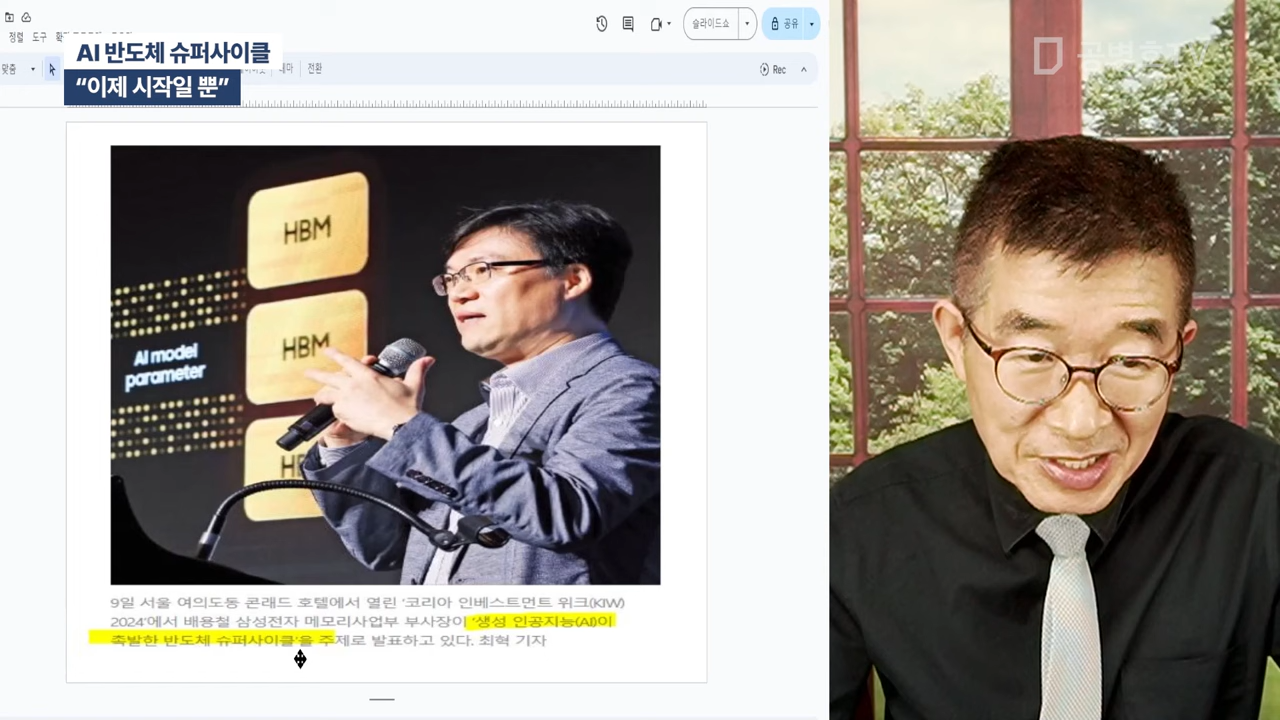 AI 반도체 슈퍼사이클
“이제 시작일 뿐”
정렬 도구
슬라이드쇼
공유
맞춤
테마
전환
Rec
HBM
HBM
AI model
parameter
9일 서울 여의도동 콘래드 호텔에서 열린 '코리아 인베스트먼트 위크(KIW)
2024'에서 배용철 삼성전자 메모리사업부 부사장이 '생성 인공지능(AI)이
촉발한 반도체 슈퍼사이클'을 주제로 발표하고 있다. 최혁 기자